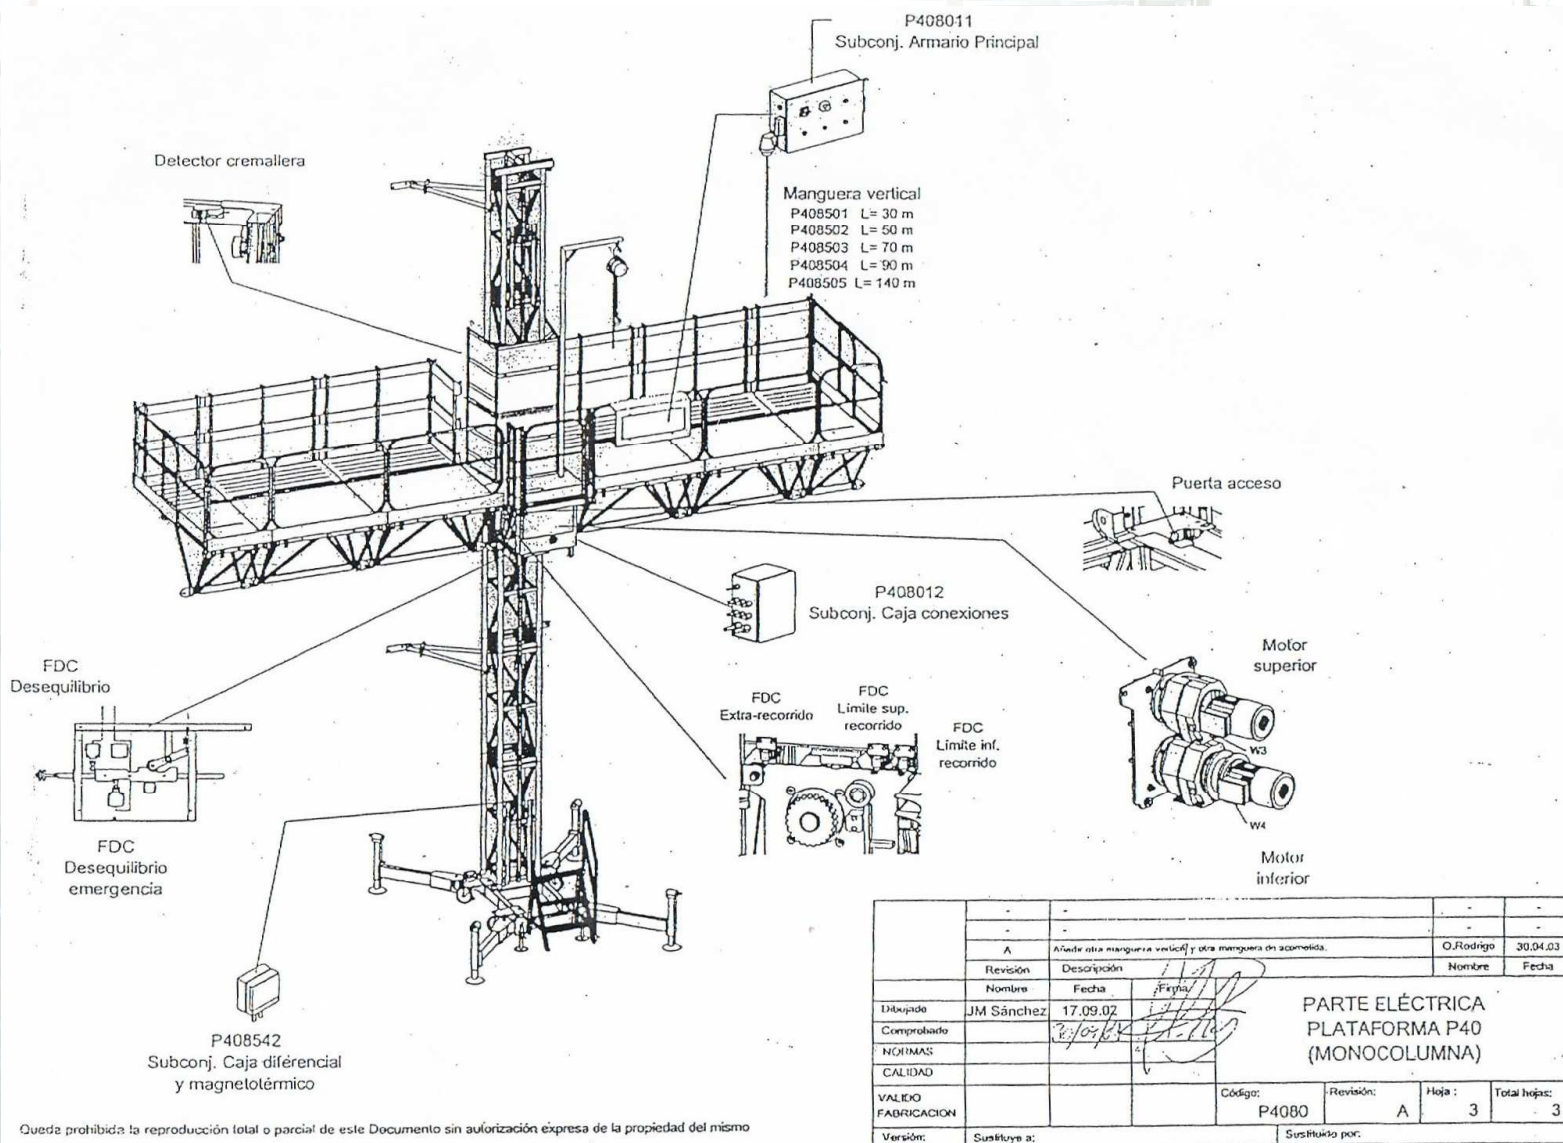 P408011
Subconj. Armario Principal
Detector cremallera
Manguera vertical
P408501 L= 30 m
P408502 L= 50 m
P408503 L= 70 m
P408504 L= 90 m
P408505 L= 140 m
Puerta acceso
P408012
Subconj. Caja conexiones
Motor
superior
W3
W4
Motor
inferior
FDC
Desequilibrio
FDC
Desequilibrio
emergencia
FDC
Extra-recorrido
FDC
Límite sup.
recorrido
FDC
Límite inf.
recorrido
P408542
Subconj. Caja diferencial
y magnetotérmico
- - - -
- - - -
A Añadir otra manguera vertical y otra manguera de acometida. O.Rodrigo 30.04.03
Revisión Descripción Nombre Fecha
Nombre Fecha Firma
Dibujado JM Sánchez 17.09.02
Comprobado
NORMAS
CALIDAD
VALIDO
FABRICACION
PARTE ELÉCTRICA
PLATAFORMA P40
(MONOCOLUMNA)
Código: Revisión: Hoja : Total hojas:
P4080 A 3 3
Versión: Sustituye a: Sustituido por:
Queda prohibida la reproducción total o parcial de este Documento sin autorización expresa de la propiedad del mismo